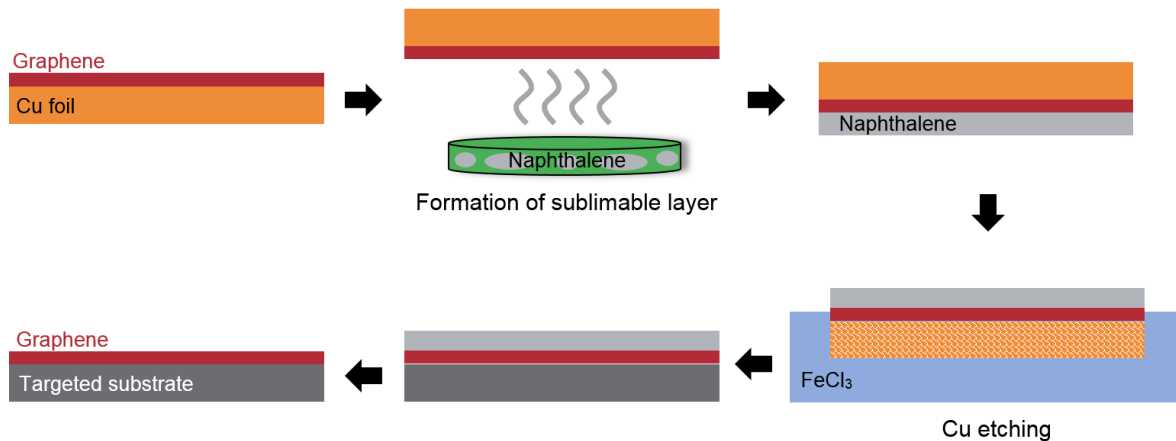 Graphene
Cu foil
Naphthalene
Formation of sublimable layer
Naphthalene
FeCl₃
Cu etching
Graphene
Targeted substrate